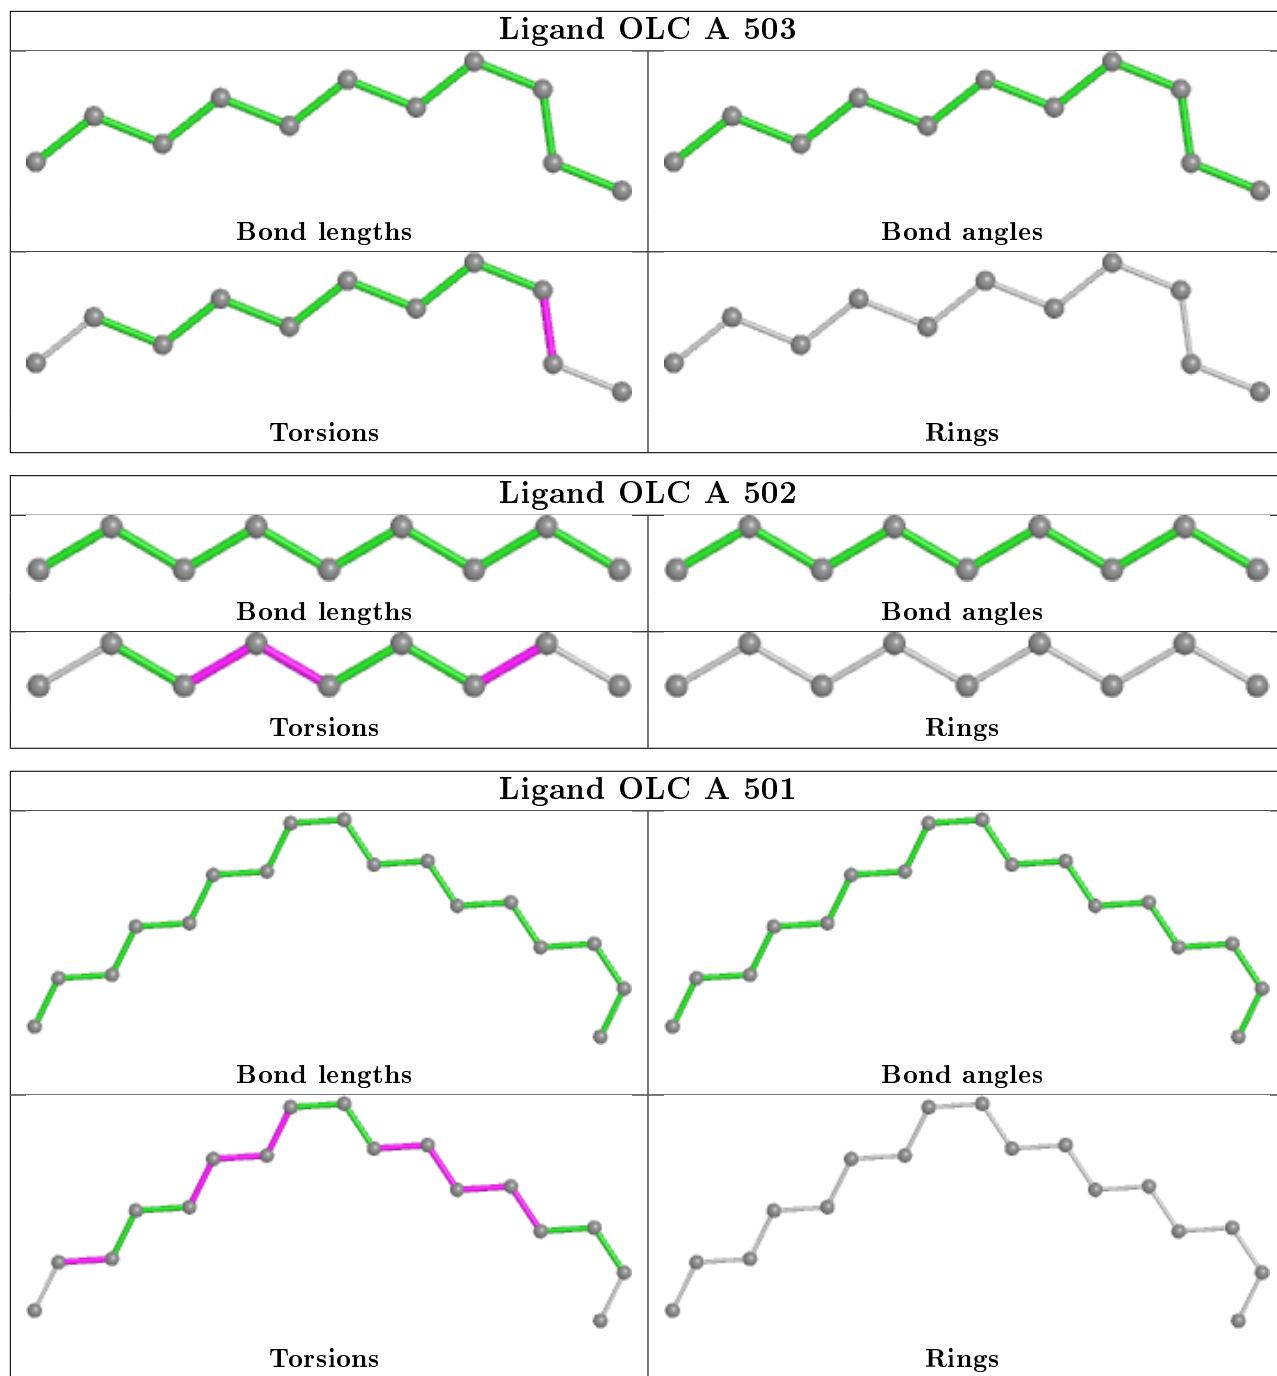 Ligand OLC A 503
Bond lengths
Bond angles
Torsions
Rings
Ligand OLC A 502
Bond lengths
Bond angles
Torsions
Rings
Ligand OLC A 501
Bond lengths
Bond angles
Torsions
Rings